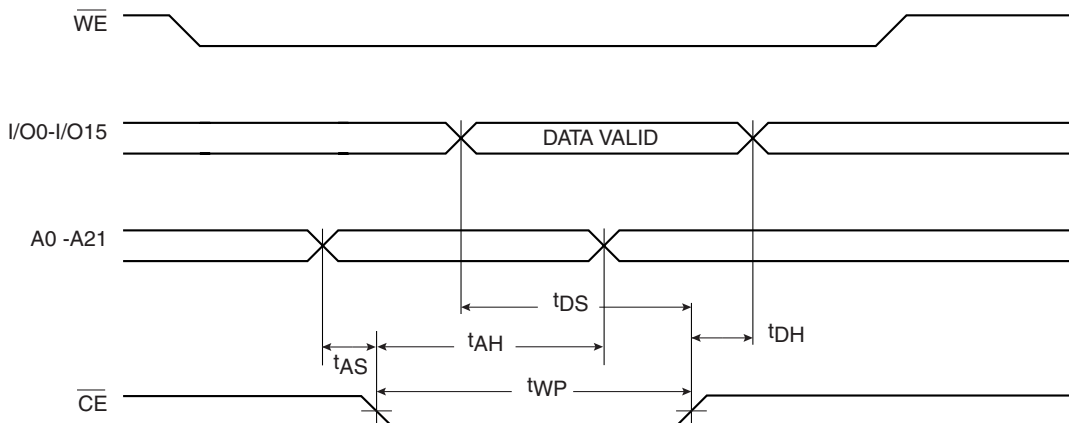 WE
I/O0-I/O15
DATA VALID
A0 -A21
tDS
tDH
tAH
tAS
tWP
CE